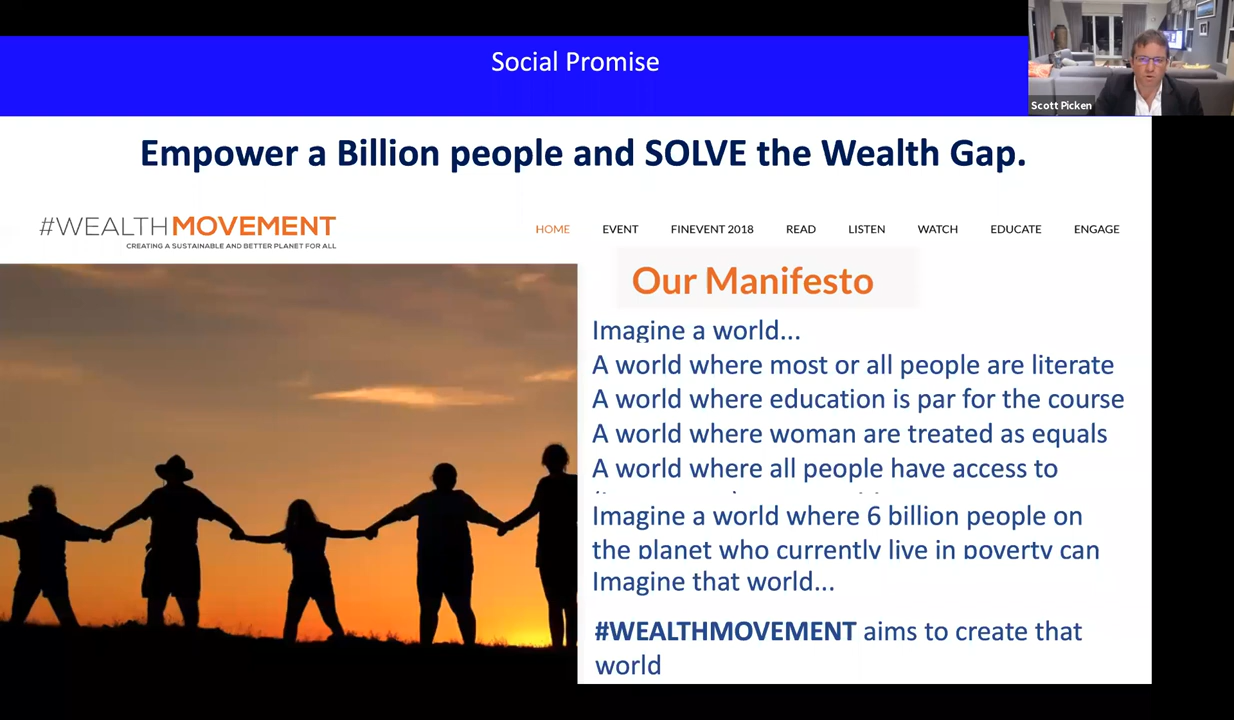 Social Promise
Scott Picken
Empower a Billion people and SOLVE the Wealth Gap.
#WEALTHMOVEMENT
CREATING A SUSTAINABLE AND BETTER PLANET FOR ALL
HOME EVENT FINEVENT 2018 READ LISTEN WATCH EDUCATE ENGAGE
Our Manifesto
Imagine a world...
A world where most or all people are literate
A world where education is par for the course
A world where woman are treated as equals
A world where all people have access to
Imagine a world where 6 billion people on
the planet who currently live in poverty can
Imagine that world...
#WEALTHMOVEMENT aims to create that
world